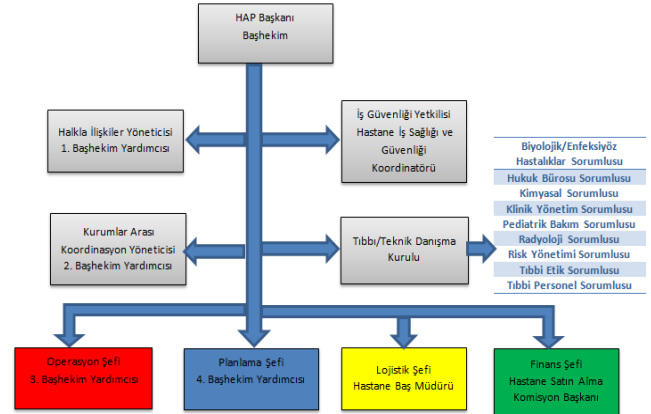 HAP Başkanı
Başhekim
Halkla İlişkiler Yöneticisi
1. Başhekim Yardımcısı
İş Güvenliği Yetkilisi
Hastane İş Sağlığı ve
Güvenliği
Koordinatörü
Kurumlar Arası
Koordinasyon Yöneticisi
2. Başhekim Yardımcısı
Tıbbı/Teknik Danışma
Kurulu
Biyolojik/Enfeksiyöz
Hastalıklar Sorumlusu
Hukuk Bürosu Sorumlusu
Kimyasal Sorumlusu
Klinik Yönetim Sorumlusu
Pediatrik Bakım Sorumlusu
Radyoloji Sorumlusu
Risk Yönetimi Sorumlusu
Tıbbi Etik Sorumlusu
Tıbbi Personel Sorumlusu
Operasyon Şefi
3. Başhekim Yardımcısı
Planlama Şefi
4. Başhekim Yardımcısı
Lojistik Şefi
Hastane Baş Müdürü
Finans Şefi
Hastane Satın Alma
Komisyon Başkanı